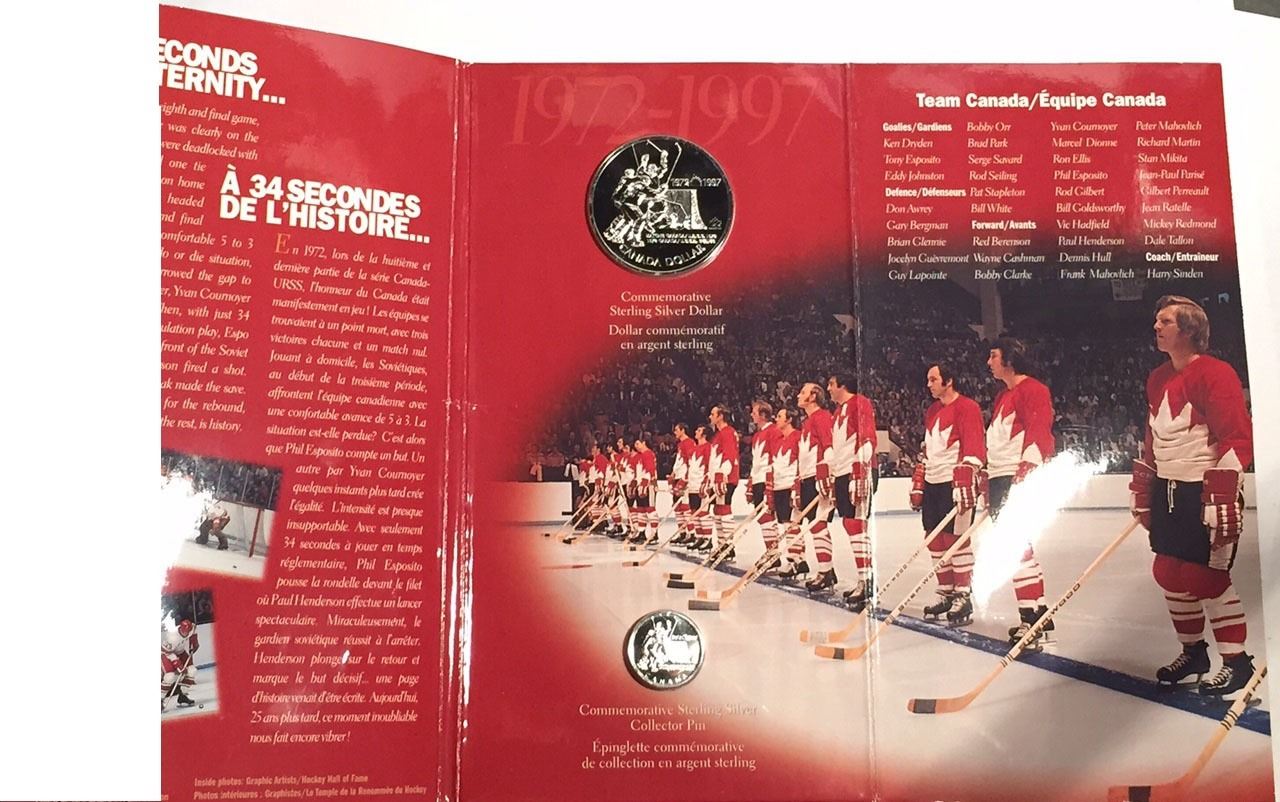 ECONDS
TERNITY...
ighth and final game,
was clearly on the
were deadlocked with
one tie
on home
headed
nd final
omfortable 5 to 3
o or die situation,
rrowed the gap to
er, Yvan Cournoyer
hen, with just 34
ulation play, Espo
front of the Soviet
son fired a shot.
ak made the save.
for the rebound,
the rest, is history.
À 34 SECONDES
DE L'HISTOIRE...
En 1972, lors de la huitième et
dernière partie de la série Canada-
URSS, l'honneur du Canada était
manifestement en jeu! Les équipes se
trouvaient à un point mort, avec trois
victoires chacune et un match nul.
Jouant à domicile, les Soviétiques,
au début de la troisième période,
affrontent l'équipe canadienne avec
une confortable avance de 5 à 3. La
situation est-elle perdue? C'est alors
que Phil Esposito compte un but. Un
autre par Yvan Cournoyer
quelques instants plus tard crée
l'égalité. L'intensité est presque
insupportable. Avec seulement
34 secondes à jouer en temps
réglementaire, Phil Esposito
pousse la rondelle devant le filet
où Paul Henderson effectue un lancer
spectaculaire. Miraculeusement, le
gardien soviétique réussit à l'arrêter.
Henderson plonge sur le retour et
marque le but décisif... une page
d'histoire venait d'être écrite. Aujourd'hui,
25 ans plus tard, ce moment inoubliable
nous fait encore vibrer!
Inside photos: Graphic Artists/Hockey Hall of Fame
Photos intérieures : Graphistes/Le Temple de la Renommée du Hockey
1972-1997
1972 1997
CANADA DOLLAR
Commemorative
Sterling Silver Dollar
Dollar commémoratif
en argent sterling
CANADA
Commemorative Sterling Silver
Collector Pin
Épinglette commémorative
de collection en argent sterling
Team Canada/Équipe Canada
Goalies/Gardiens
Ken Dryden
Tony Esposito
Eddy Johnston
Defence/Défenseurs
Don Awrey
Gary Bergman
Brian Glennie
Jocelyn Guèvremont
Guy Lapointe
Bobby Orr
Brad Park
Serge Savard
Rod Seiling
Pat Stapleton
Bill White
Forward/Avants
Red Berenson
Wayne Cashman
Bobby Clarke
Yvan Cournoyer
Marcel Dionne
Ron Ellis
Phil Esposito
Rod Gilbert
Bill Goldsworthy
Vic Hadfield
Paul Henderson
Dennis Hull
Frank Mahovlich
Peter Mahovlich
Richard Martin
Stan Mikita
Jean-Paul Parisé
Gilbert Perreault
Jean Ratelle
Mickey Redmond
Dale Tallon
Coach/Entraîneur
Harry Sinden